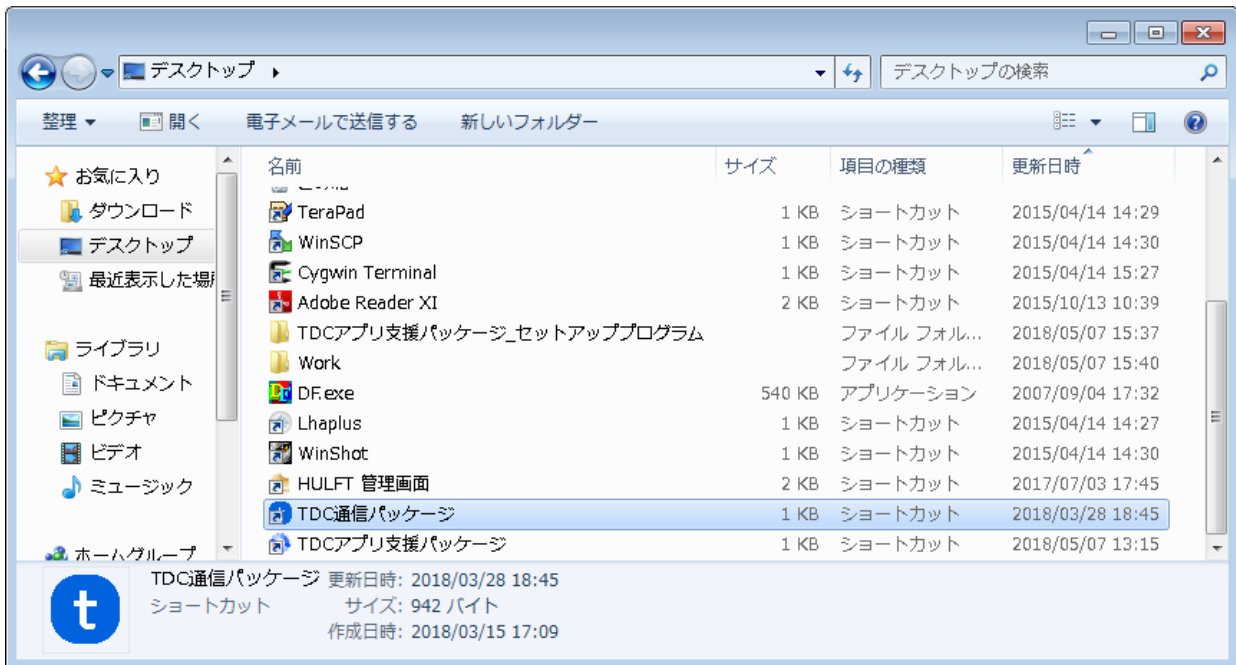 デスクトップ
デスクトップの検索
整理 開く 電子メールで送信する 新しいフォルダー
お気に入り
ダウンロード
デスクトップ
最近表示した場
ライブラリ
ドキュメント
ピクチャ
ビデオ
ミュージック
ホームグループ
名前 サイズ 項目の種類 更新日時
TeraPad 1 KB ショートカット 2015/04/14 14:29
WinSCP 1 KB ショートカット 2015/04/14 14:30
Cygwin Terminal 1 KB ショートカット 2015/04/14 15:27
Adobe Reader XI 2 KB ショートカット 2015/10/13 10:39
TDCアプリ支援パッケージ_セットアッププログラム ファイル フォル... 2018/05/07 15:37
Work ファイル フォル... 2018/05/07 15:40
DF.exe 540 KB アプリケーション 2007/09/04 17:32
Lhaplus 1 KB ショートカット 2015/04/14 14:27
WinShot 1 KB ショートカット 2015/04/14 14:30
HULFT 管理画面 2 KB ショートカット 2017/07/03 17:45
TDC通信パッケージ 1 KB ショートカット 2018/03/28 18:45
TDCアプリ支援パッケージ 1 KB ショートカット 2018/05/07 13:15
t
TDC通信パッケージ 更新日時: 2018/03/28 18:45
ショートカット サイズ: 942 バイト
作成日時: 2018/03/15 17:09